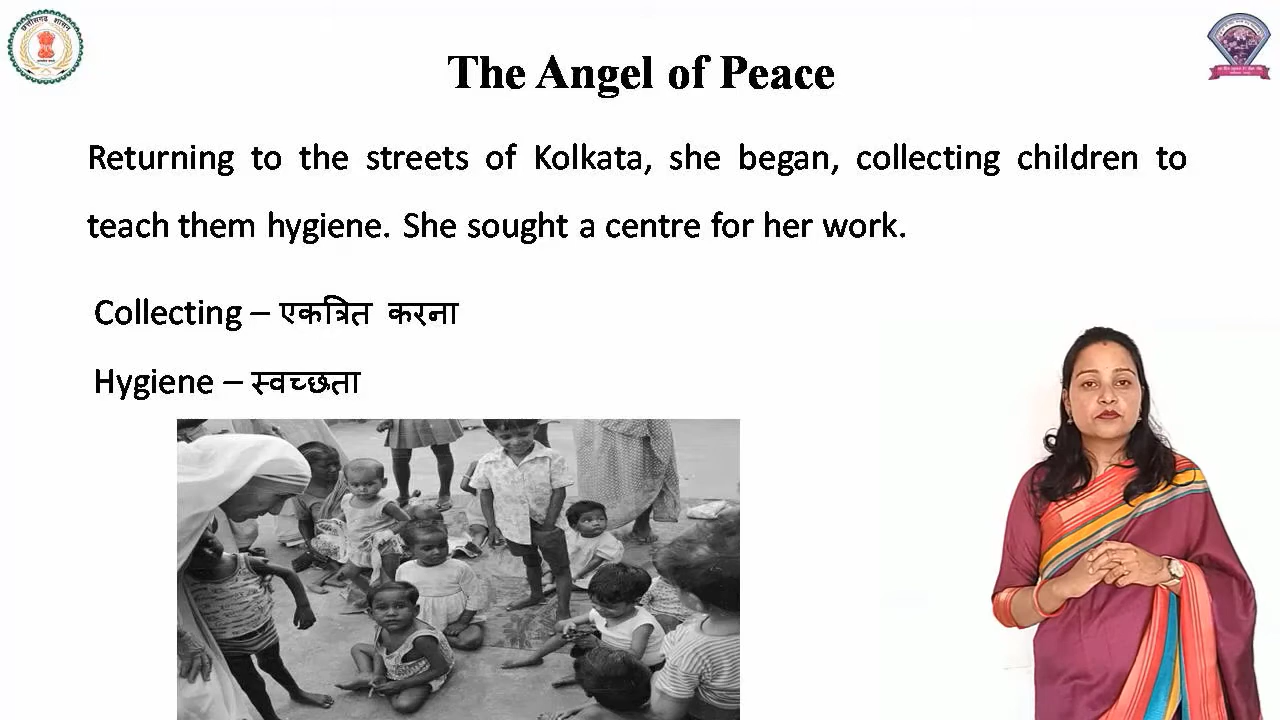 The Angel of Peace
Returning to the streets of Kolkata, she began, collecting children to
teach them hygiene. She sought a centre for her work.
Collecting – एकत्रित करना
Hygiene – स्वच्छता